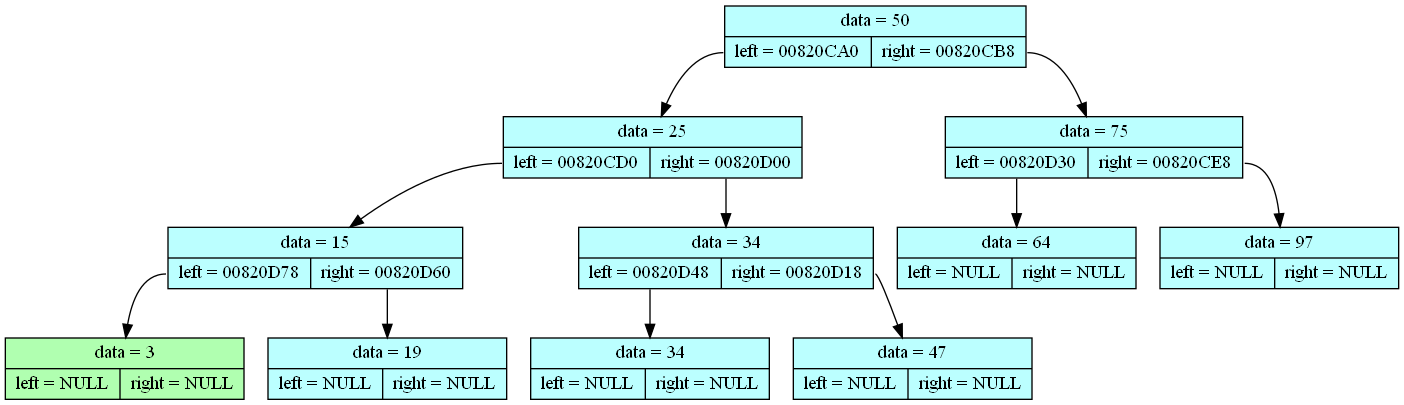 data = 50
left = 00820CA0 right = 00820CB8
data = 25
data = 75
left = 00820CD0 right = 00820D00
left = 00820D30 right = 00820CE8
data = 15
data = 34
data = 64
data = 97
left = 00820D78 right = 00820D60
left = 00820D48 right = 00820D18
left = NULL right = NULL
left = NULL right = NULL
data = 3
data = 19
data = 34
data = 47
left = NULL right = NULL
left = NULL right = NULL
left = NULL right = NULL
left = NULL right = NULL